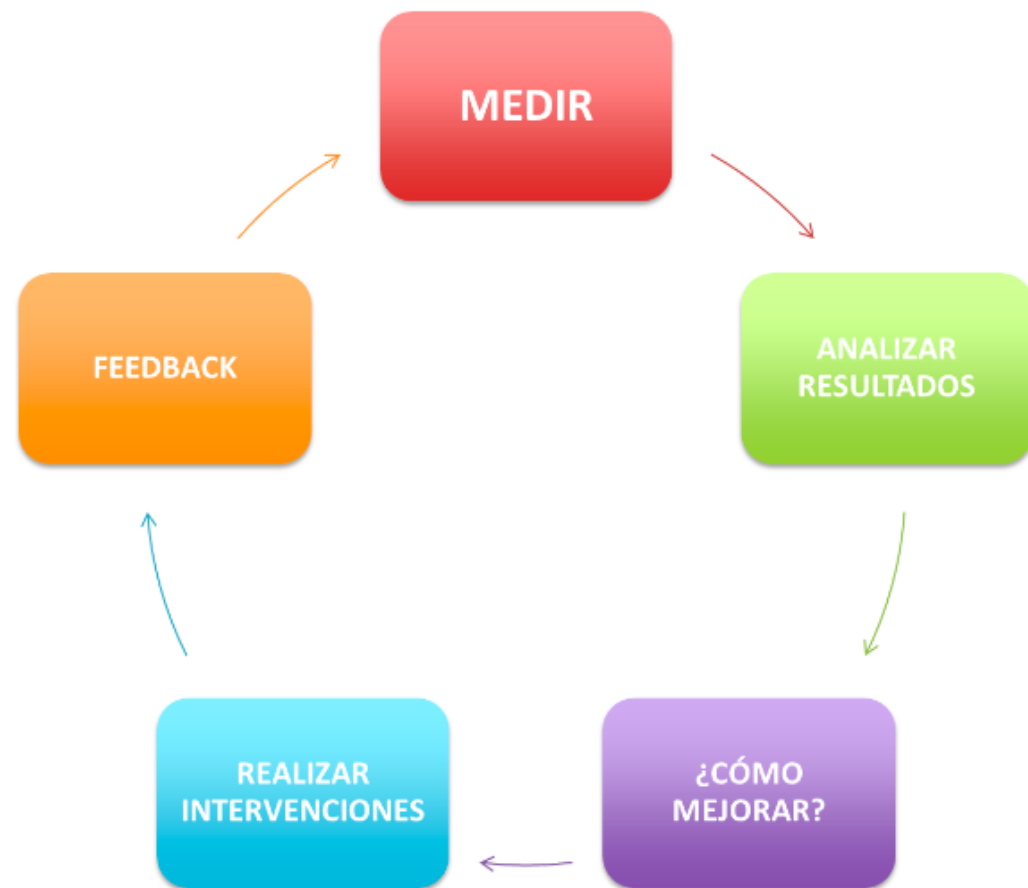 MEDIR
ANALIZAR
RESULTADOS
¿CÓMO
MEJORAR?
REALIZAR
INTERVENCIONES
FEEDBACK